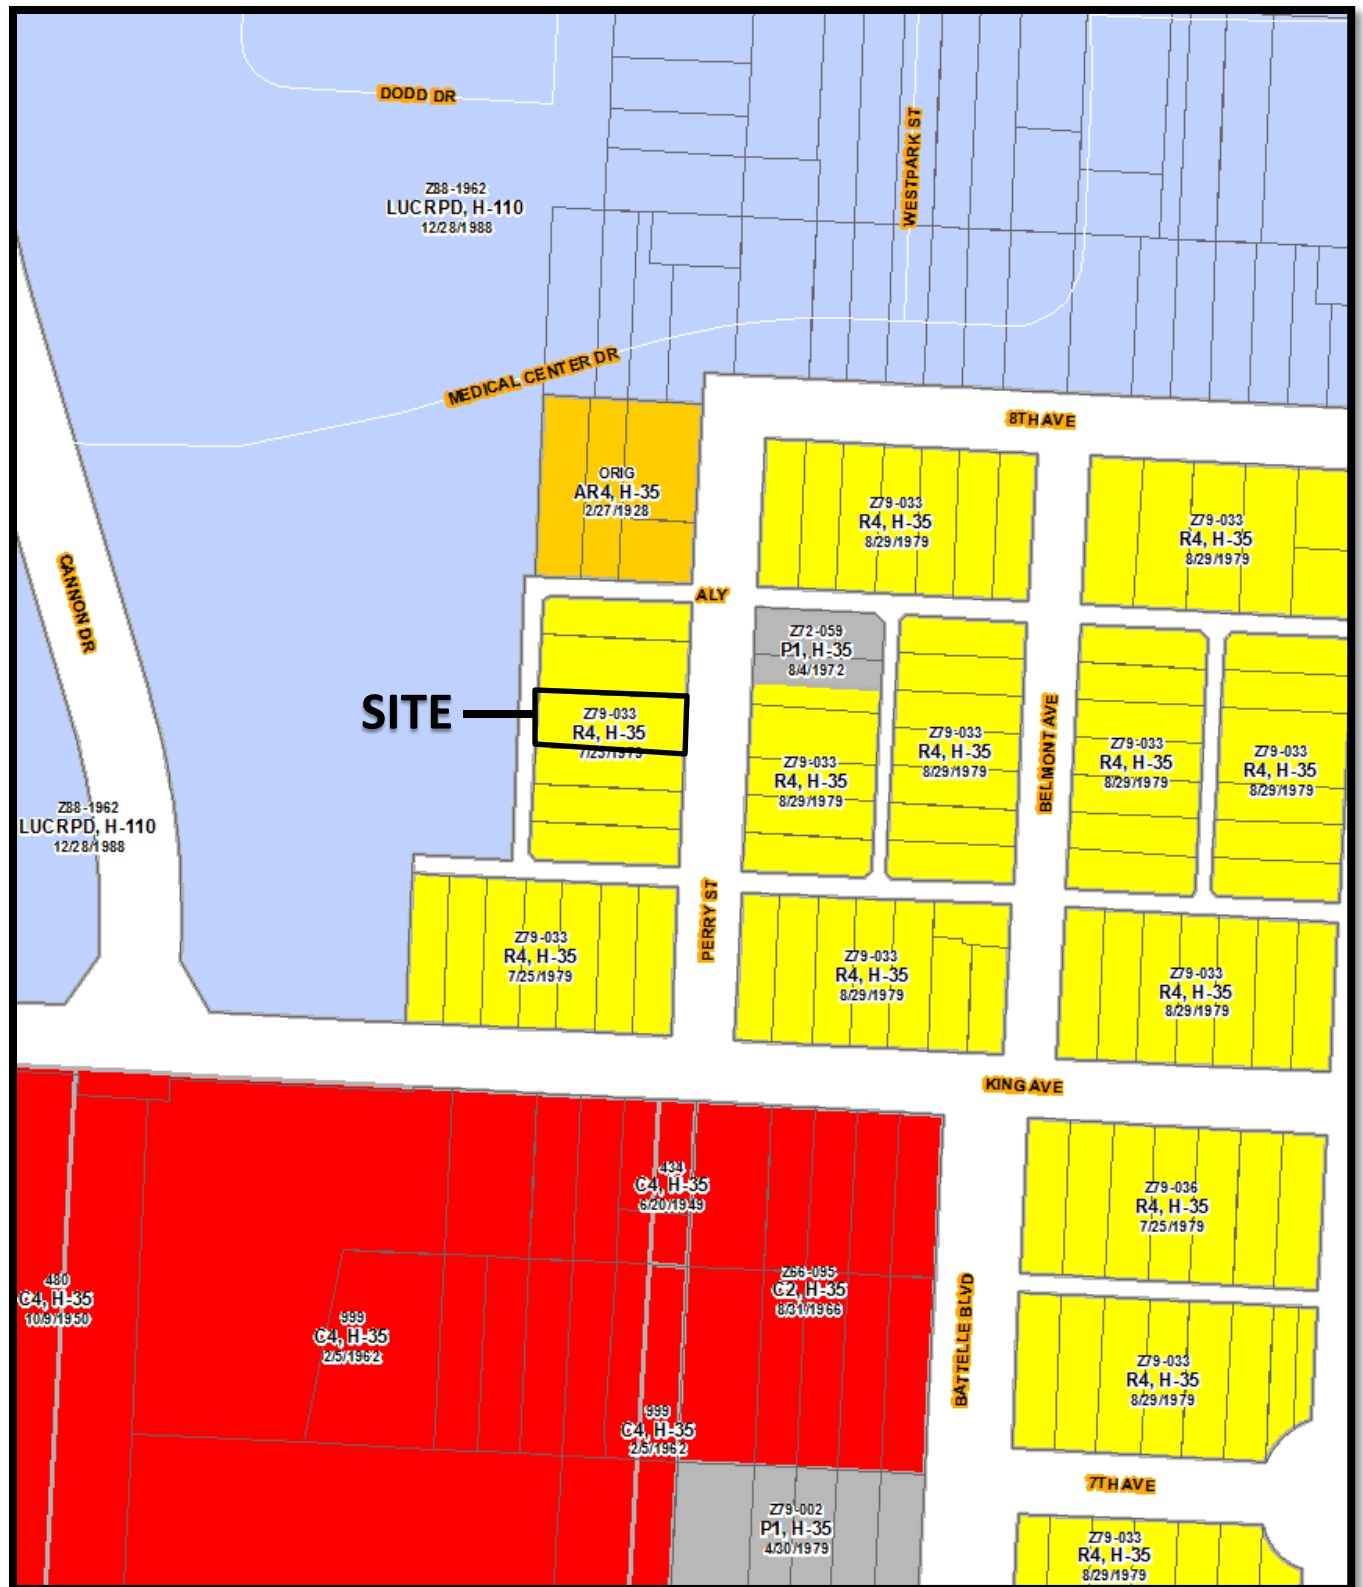 DODD DR
WESTPARK ST
Z88-1962
LUCRPD, H-110
12/28/1988
MEDICAL CENTER DR
8TH AVE
ORIG
AR4, H-35
2/27/1928
Z79-033
R4, H-35
8/29/1979
Z79-033
R4, H-35
8/29/1979
CANNON DR
ALY
Z72-059
P1, H-35
8/4/1972
SITE
Z79-033
R4, H-35
7/25/1979
Z79-033
R4, H-35
8/29/1979
Z79-033
R4, H-35
8/29/1979
BELMONT AVE
Z79-033
R4, H-35
8/29/1979
Z79-033
R4, H-35
8/29/1979
Z88-1962
LUCRPD, H-110
12/28/1988
PERRY ST
Z79-033
R4, H-35
7/25/1979
Z79-033
R4, H-35
8/29/1979
Z79-033
R4, H-35
8/29/1979
KING AVE
434
C4, H-35
6/20/1949
Z79-036
R4, H-35
7/25/1979
480
C4, H-35
10/9/1950
999
C4, H-35
2/5/1962
Z66-095
C2, H-35
8/31/1966
BATTELLE BLVD
Z79-033
R4, H-35
8/29/1979
999
C4, H-35
2/5/1962
7TH AVE
Z79-002
P1, H-35
4/30/1979
Z79-033
R4, H-35
8/29/1979